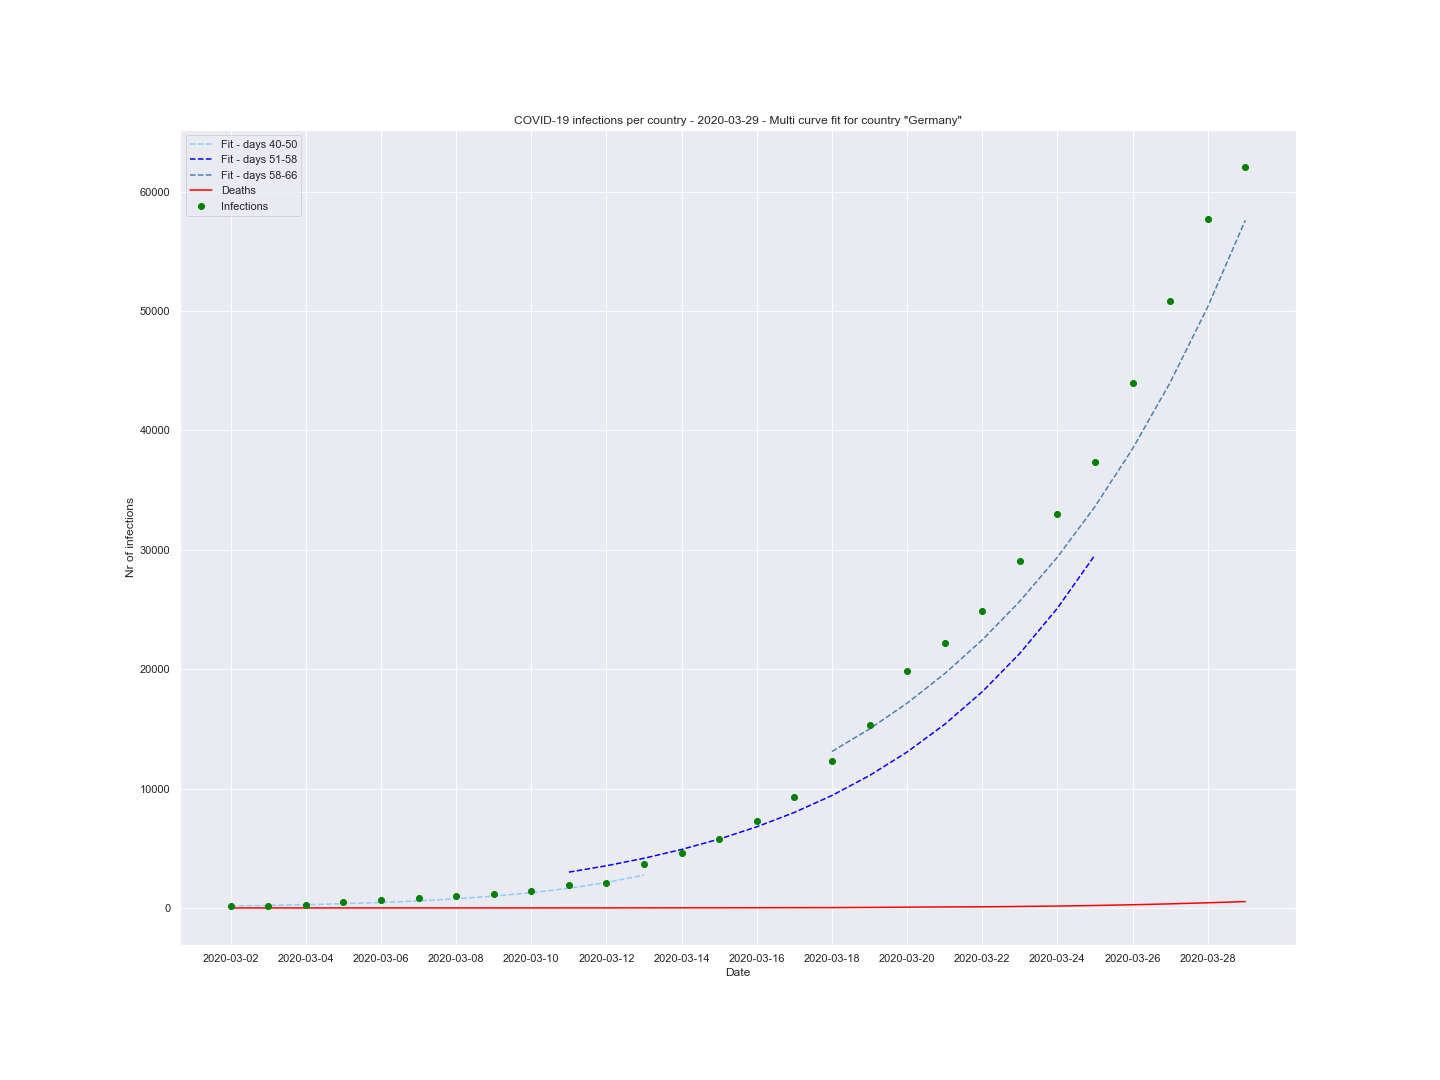 COVID-19 infections per country - 2020-03-29 - Multi curve fit for country "Germany"
Fit - days 40-50
Fit - days 51-58
Fit - days 58-66
Deaths
Infections
60000
50000
40000
30000
20000
10000
0
Nr of infections
2020-03-02 2020-03-04 2020-03-06 2020-03-08 2020-03-10 2020-03-12 2020-03-14 2020-03-16 2020-03-18 2020-03-20 2020-03-22 2020-03-24 2020-03-26 2020-03-28
Date